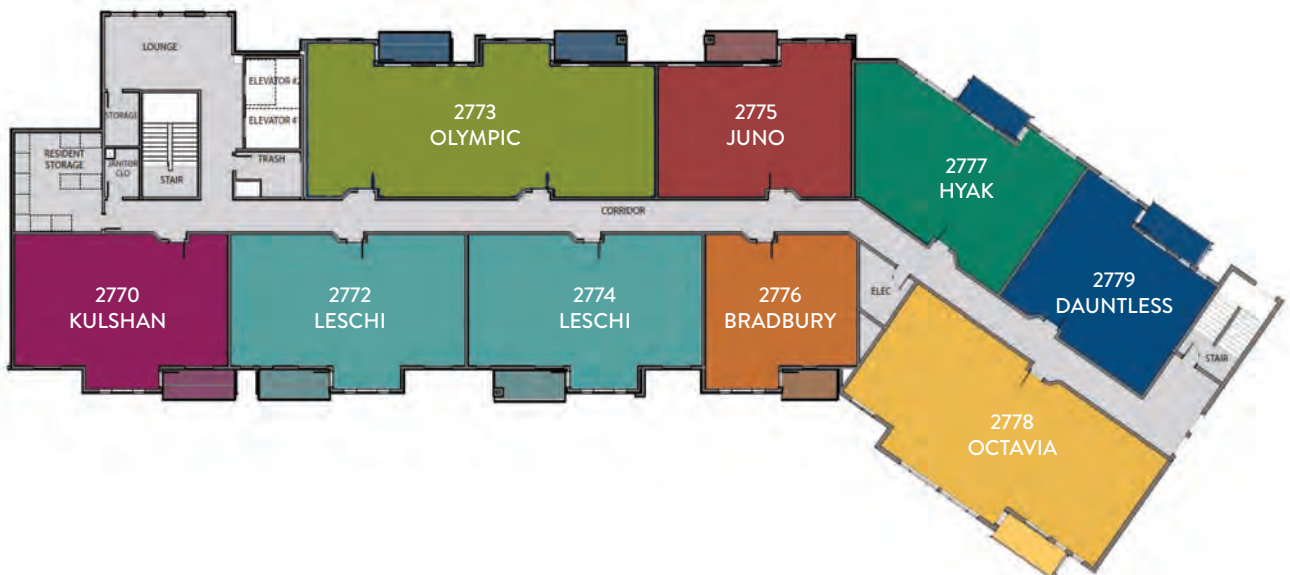 LOUNGE
ELEVATOR #2
STORAGE
ELEVATOR #1
2773
OLYMPIC
2775
JUNO
RESIDENT
STORAGE
JANITOR
CLO
STAIR
TRASH
2777
HYAK
CORRIDOR
2770
KULSHAN
2772
LESCHI
2774
LESCHI
2776
BRADBURY
ELEC
2779
DAUNTLESS
STAIR
2778
OCTAVIA